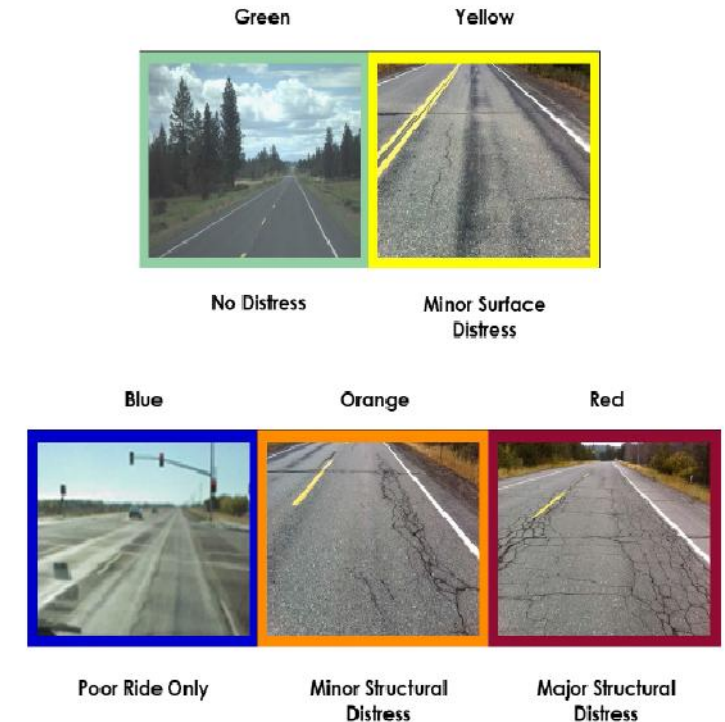 Green
Yellow
No Distress
Minor Surface
Distress
Blue
Orange
Red
Poor Ride Only
Minor Structural
Distress
Major Structural
Distress